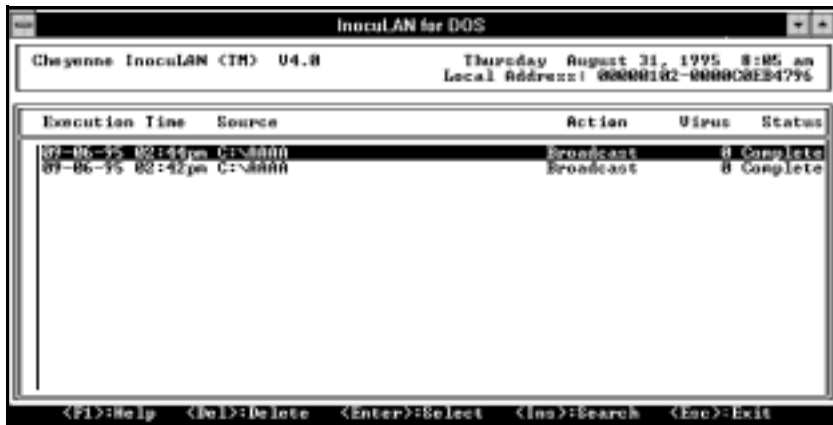 InocuLAN for DOS
Cheyenne InocuLAN (TM) V4.0 Thursday August 31, 1995 8:05 am
Local Address: 00000102-0000C0EB4796
Execution Time Source Action Virus Status
09-06-95 02:44pm C:\AAAA Broadcast 0 Complete
09-06-95 02:42pm C:\AAAA Broadcast 0 Complete
<F1>:Help <Del>:Delete <Enter>:Select <Ins>:Search <Esc>:Exit